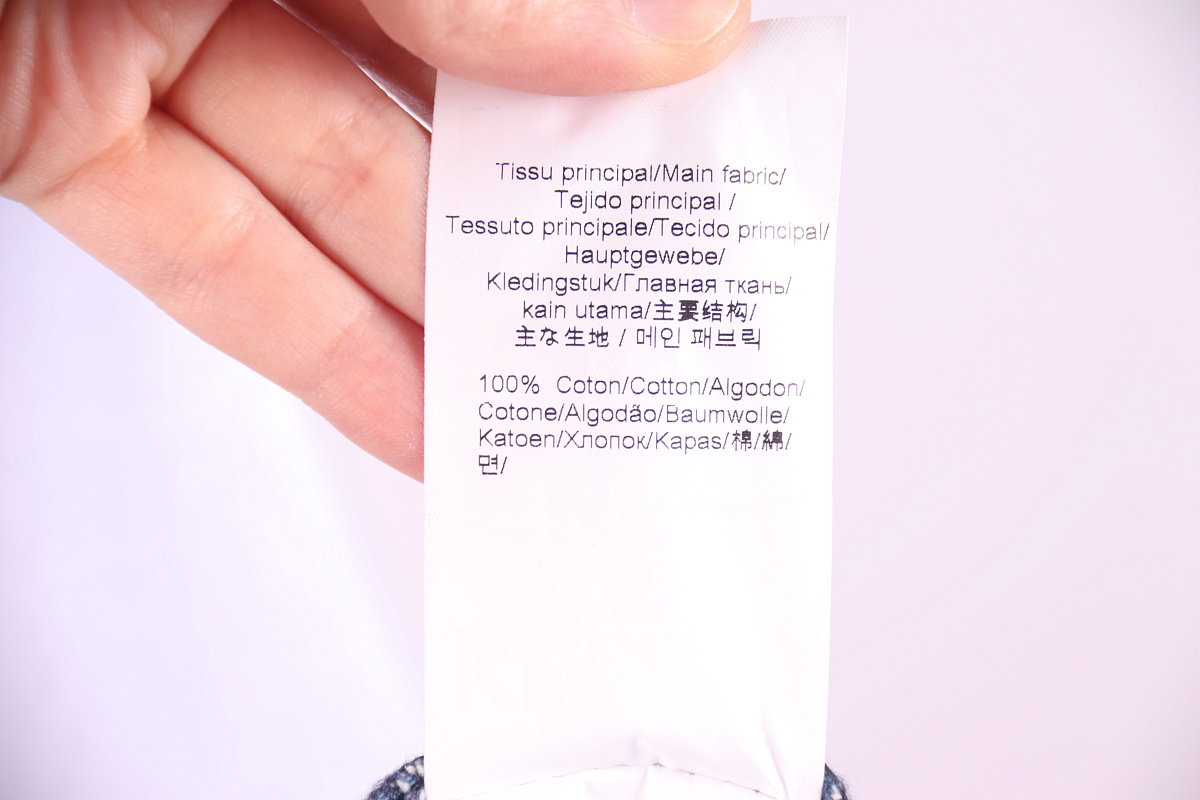 Tissu principal/Main fabric/
Tejido principal /
Tessuto principale/Tecido principal/
Hauptgewebe/
Kledingstuk/Главная ткань/
kain utama/主要结构/
主な生地 / 메인 패브릭
100% Coton/Cotton/Algodon/
Cotone/Algodão/Baumwolle/
Katoen/Хлопок/Kapas/棉/綿/
면/